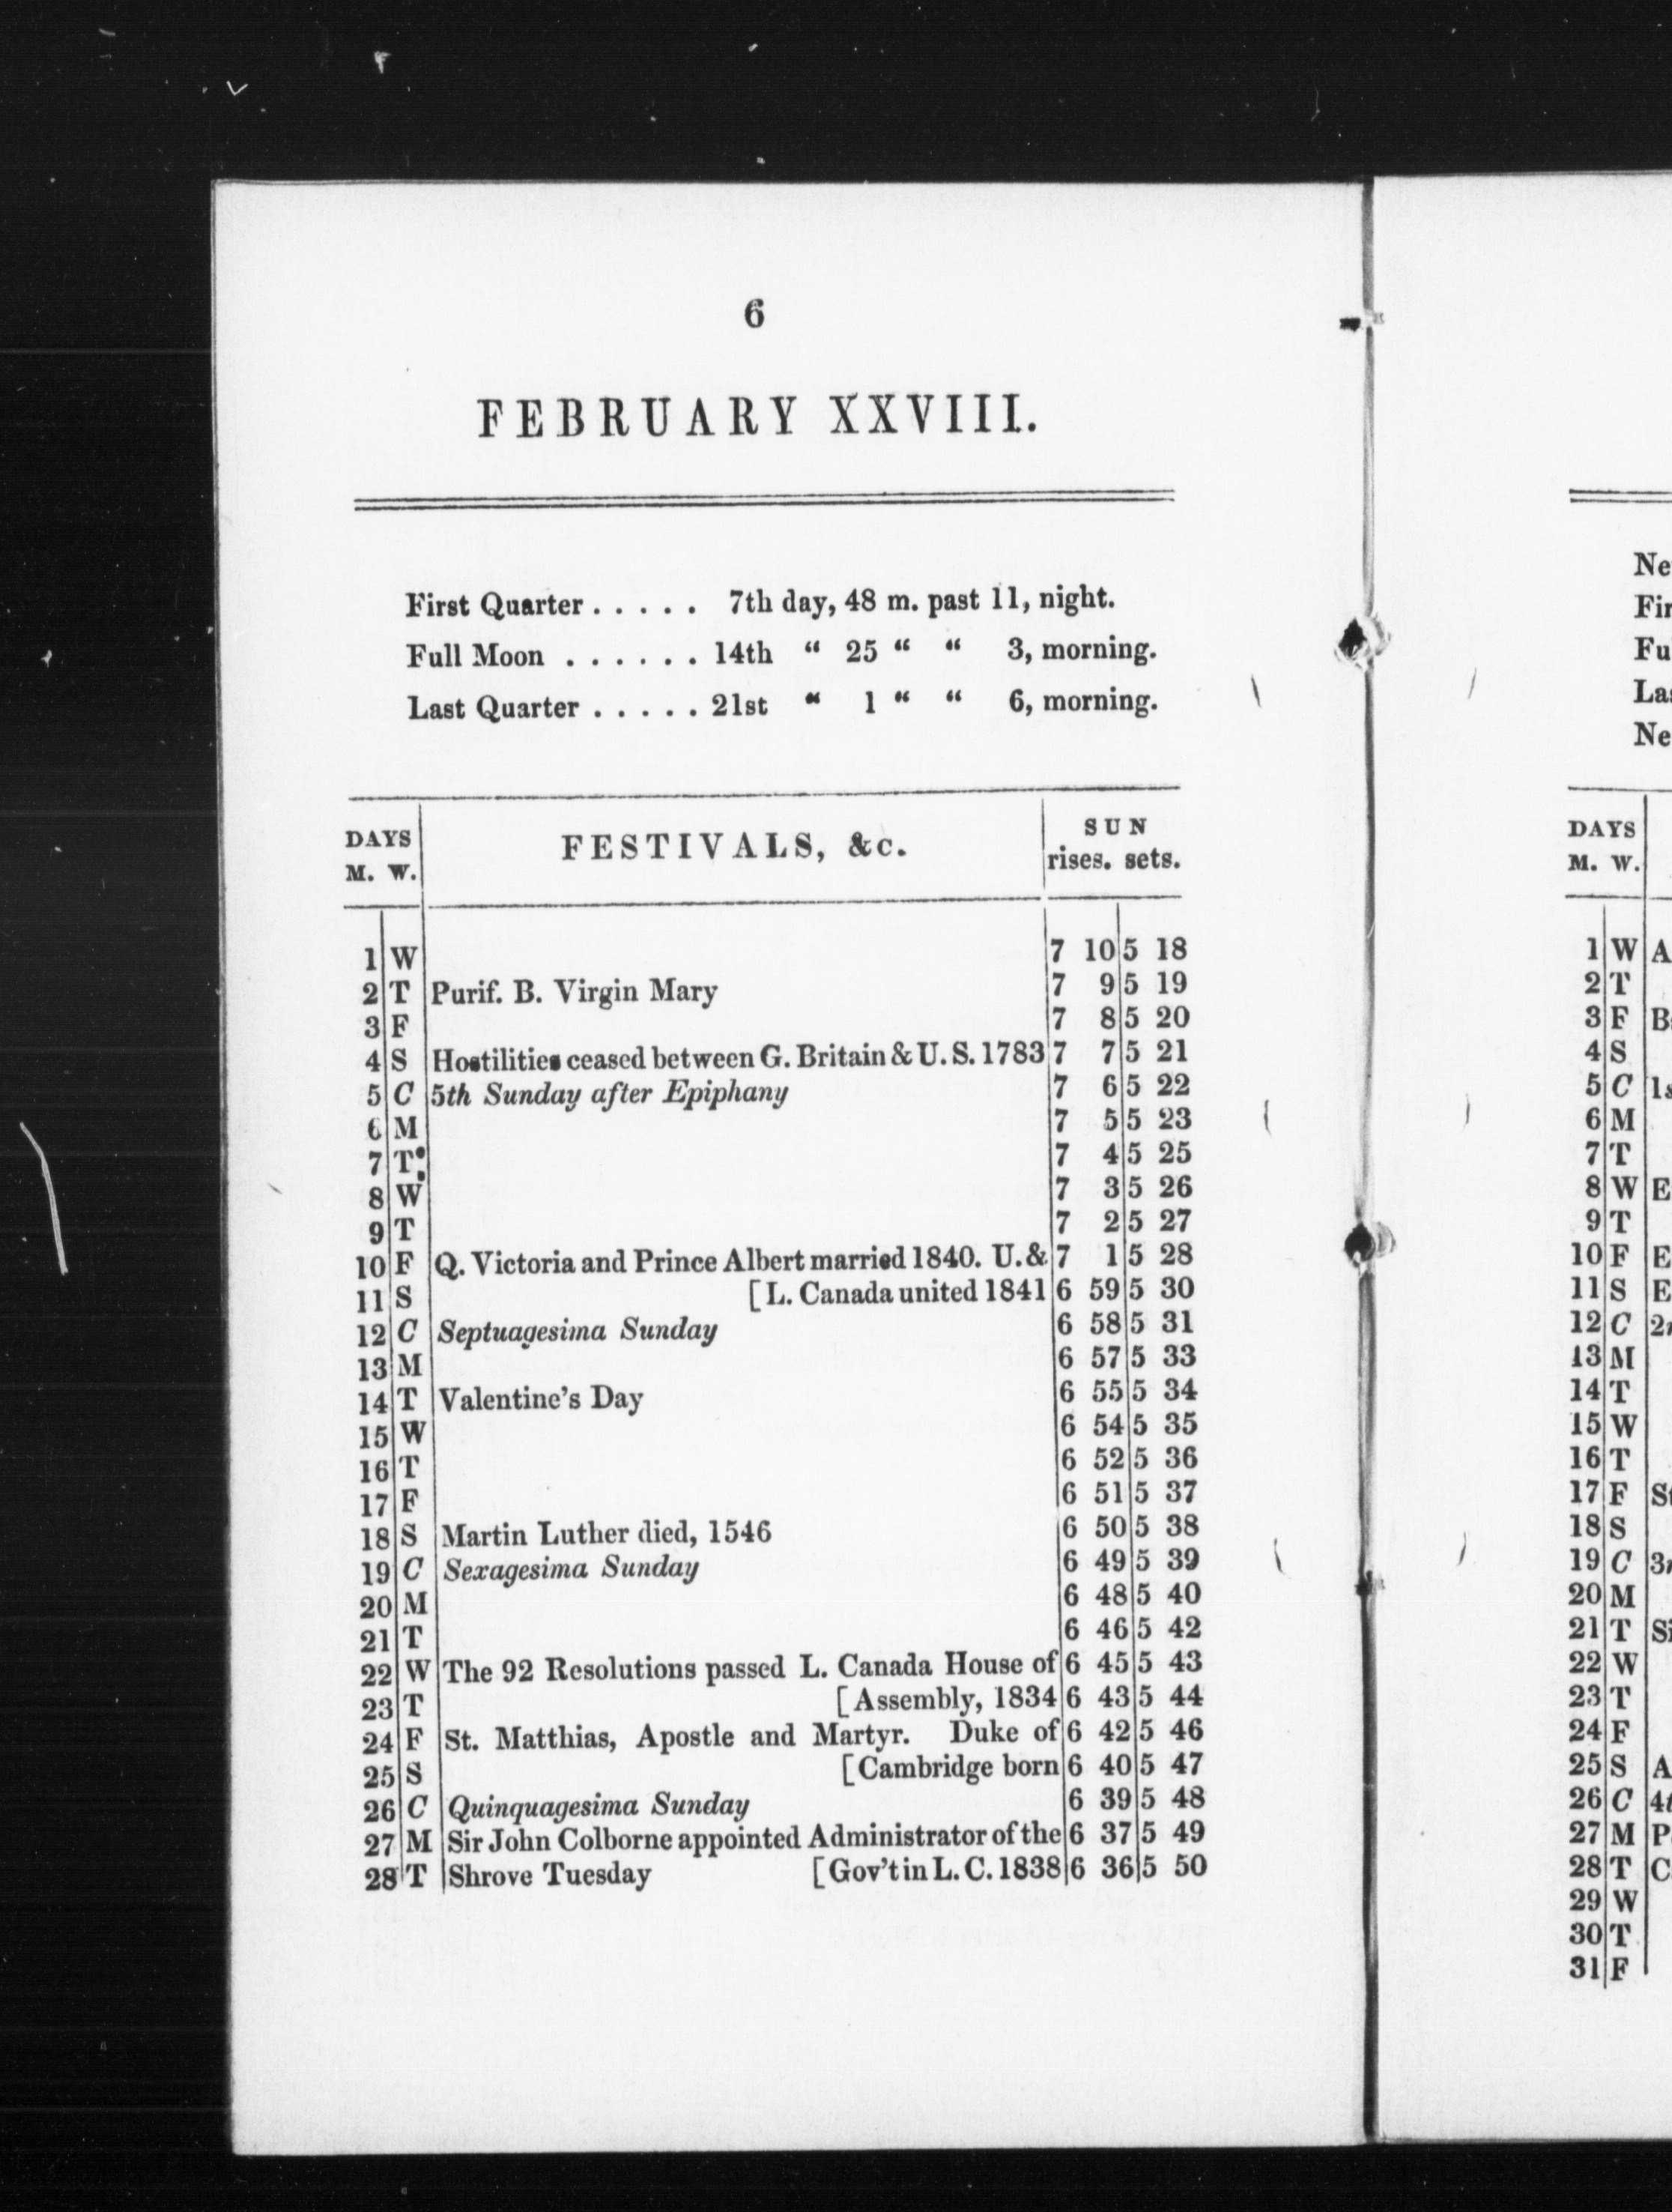 6
FEBRUARY XXVIII.
First Quarter . . . . . 7th day, 48 m. past 11, night.
Full Moon . . . . . . 14th “ 25 “ “ 3, morning.
Last Quarter . . . . . 21st “ 1 “ “ 6, morning.
DAYS FESTIVALS, &c. SUN
M. W. rises. sets.
1 W 7 10 5 18
2 T Purif. B. Virgin Mary 7 9 5 19
3 F 7 8 5 20
4 S Hostilities ceased between G. Britain & U. S. 1783 7 7 5 21
5 C 5th Sunday after Epiphany 7 6 5 22
6 M 7 5 5 23
7 T 7 4 5 25
8 W 7 3 5 26
9 T 7 2 5 27
10 F Q. Victoria and Prince Albert married 1840. U. & 7 1 5 28
11 S [L. Canada united 1841 6 59 5 30
12 C Septuagesima Sunday 6 58 5 31
13 M 6 57 5 33
14 T Valentine's Day 6 55 5 34
15 W 6 54 5 35
16 T 6 52 5 36
17 F 6 51 5 37
18 S Martin Luther died, 1546 6 50 5 38
19 C Sexagesima Sunday 6 49 5 39
20 M 6 48 5 40
21 T 6 46 5 42
22 W The 92 Resolutions passed L. Canada House of 6 45 5 43
23 T [Assembly, 1834 6 43 5 44
24 F St. Matthias, Apostle and Martyr. Duke of 6 42 5 46
25 S [Cambridge born 6 40 5 47
26 C Quinquagesima Sunday 6 39 5 48
27 M Sir John Colborne appointed Administrator of the 6 37 5 49
28 T Shrove Tuesday [Gov't in L. C. 1838 6 36 5 50
Ne
Fir
Fu
Las
Ne
DAYS
M. W.
1 W A
2 T
3 F B
4 S
5 C 1s
6 M
7 T
8 W E
9 T
10 F E
11 S E
12 C 2
13 M
14 T
15 W
16 T
17 F St
18 S
19 C 3
20 M
21 T Si
22 W
23 T
24 F
25 S A
26 C 4t
27 M P
28 T C
29 W
30 T
31 F